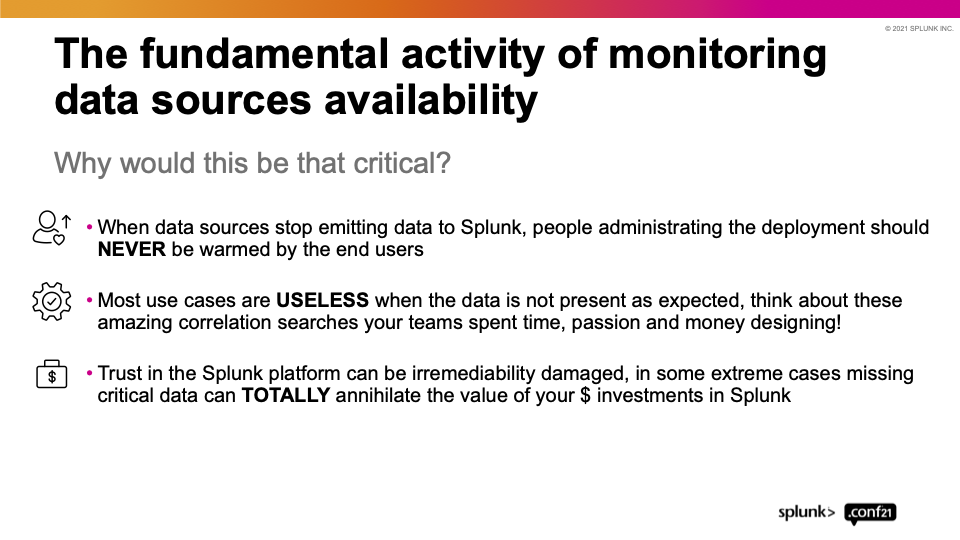 © 2021 SPLUNK INC.
The fundamental activity of monitoring
data sources availability
Why would this be that critical?
• When data sources stop emitting data to Splunk, people administrating the deployment should
NEVER be warmed by the end users
• Most use cases are USELESS when the data is not present as expected, think about these
amazing correlation searches your teams spent time, passion and money designing!
$
• Trust in the Splunk platform can be irremediability damaged, in some extreme cases missing
critical data can TOTALLY annihilate the value of your $ investments in Splunk
splunk> .conf21